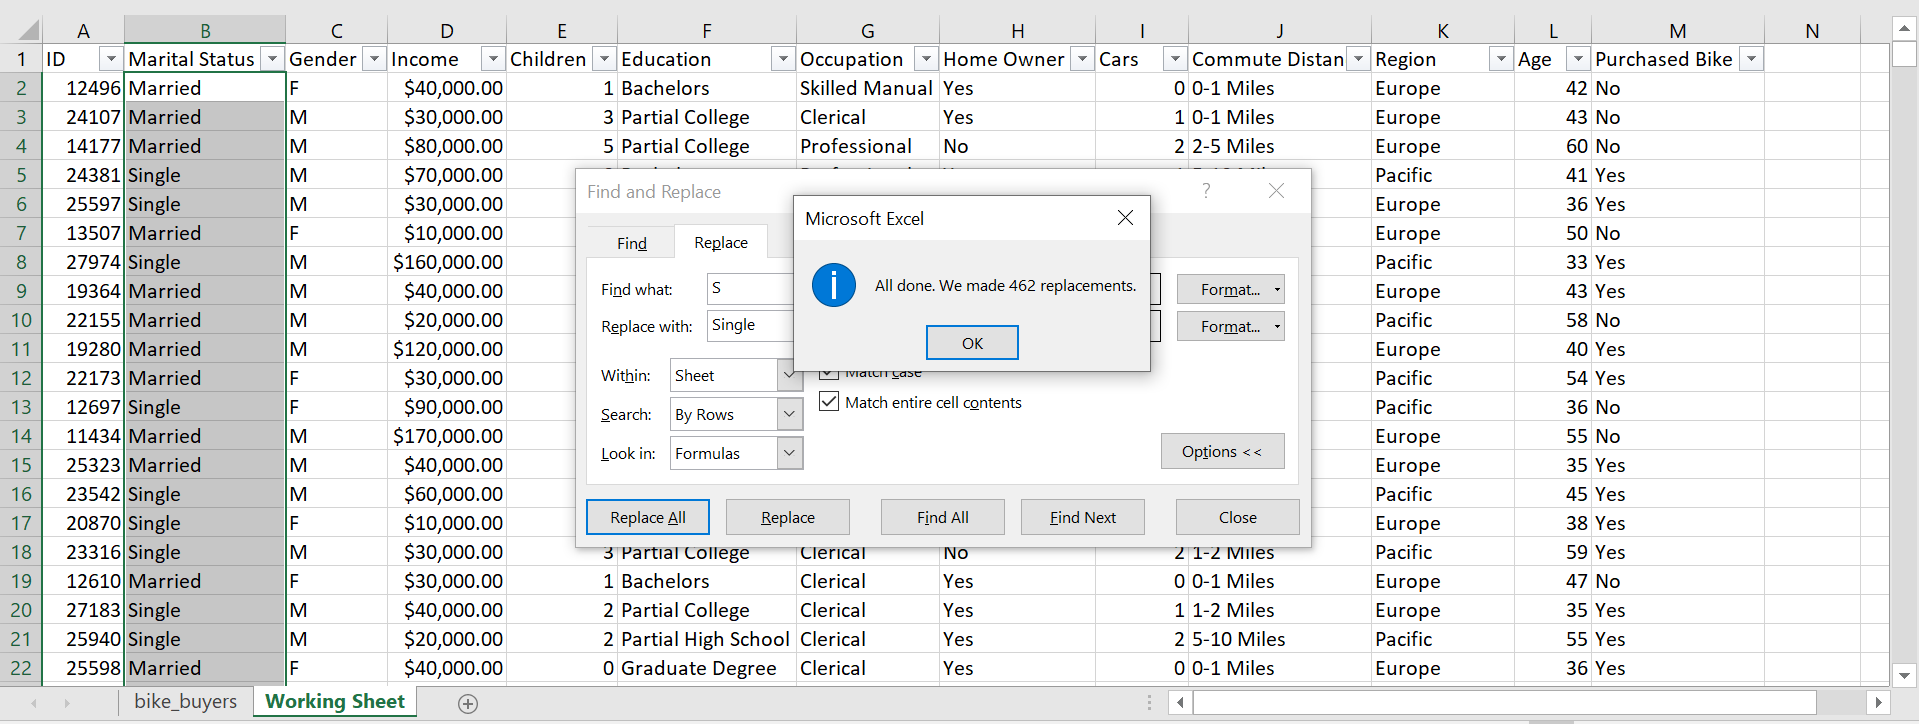 A B C D E F G H I J K L M N
1 ID Marital Status Gender Income Children Education Occupation Home Owner Cars Commute Distan Region Age Purchased Bike
2 12496 Married F $40,000.00 1 Bachelors Skilled Manual Yes 0 0-1 Miles Europe 42 No
3 24107 Married M $30,000.00 3 Partial College Clerical Yes 1 0-1 Miles Europe 43 No
4 14177 Married M $80,000.00 5 Partial College Professional No 2 2-5 Miles Europe 60 No
5 24381 Single M $70,000.00 Pacific 41 Yes
6 25597 Single M $30,000.00 Europe 36 Yes
7 13507 Married F $10,000.00 Europe 50 No
8 27974 Single M $160,000.00 Pacific 33 Yes
9 19364 Married M $40,000.00 Europe 43 Yes
10 22155 Married M $20,000.00 Pacific 58 No
11 19280 Married M $120,000.00 Europe 40 Yes
12 22173 Married F $30,000.00 Pacific 54 Yes
13 12697 Single F $90,000.00 Pacific 36 No
14 11434 Married M $170,000.00 Europe 55 No
15 25323 Married M $40,000.00 Europe 35 Yes
16 23542 Single M $60,000.00 Pacific 45 Yes
17 20870 Single F $10,000.00 Europe 38 Yes
18 23316 Single M $30,000.00 3 Partial College Clerical No 2 1-2 Miles Pacific 59 Yes
19 12610 Married F $30,000.00 1 Bachelors Clerical Yes 0 0-1 Miles Europe 47 No
20 27183 Single M $40,000.00 2 Partial College Clerical Yes 1 1-2 Miles Europe 35 Yes
21 25940 Single M $20,000.00 2 Partial High School Clerical Yes 2 5-10 Miles Pacific 55 Yes
22 25598 Married F $40,000.00 0 Graduate Degree Clerical Yes 0 0-1 Miles Europe 36 Yes
Find and Replace ?
Find Replace
Find what: S Format...
Replace with: Single Format...
Within: Sheet Match case
Search: By Rows Match entire cell contents
Look in: Formulas Options <<
Replace All Replace Find All Find Next Close
Microsoft Excel
All done. We made 462 replacements.
OK
bike_buyers Working Sheet